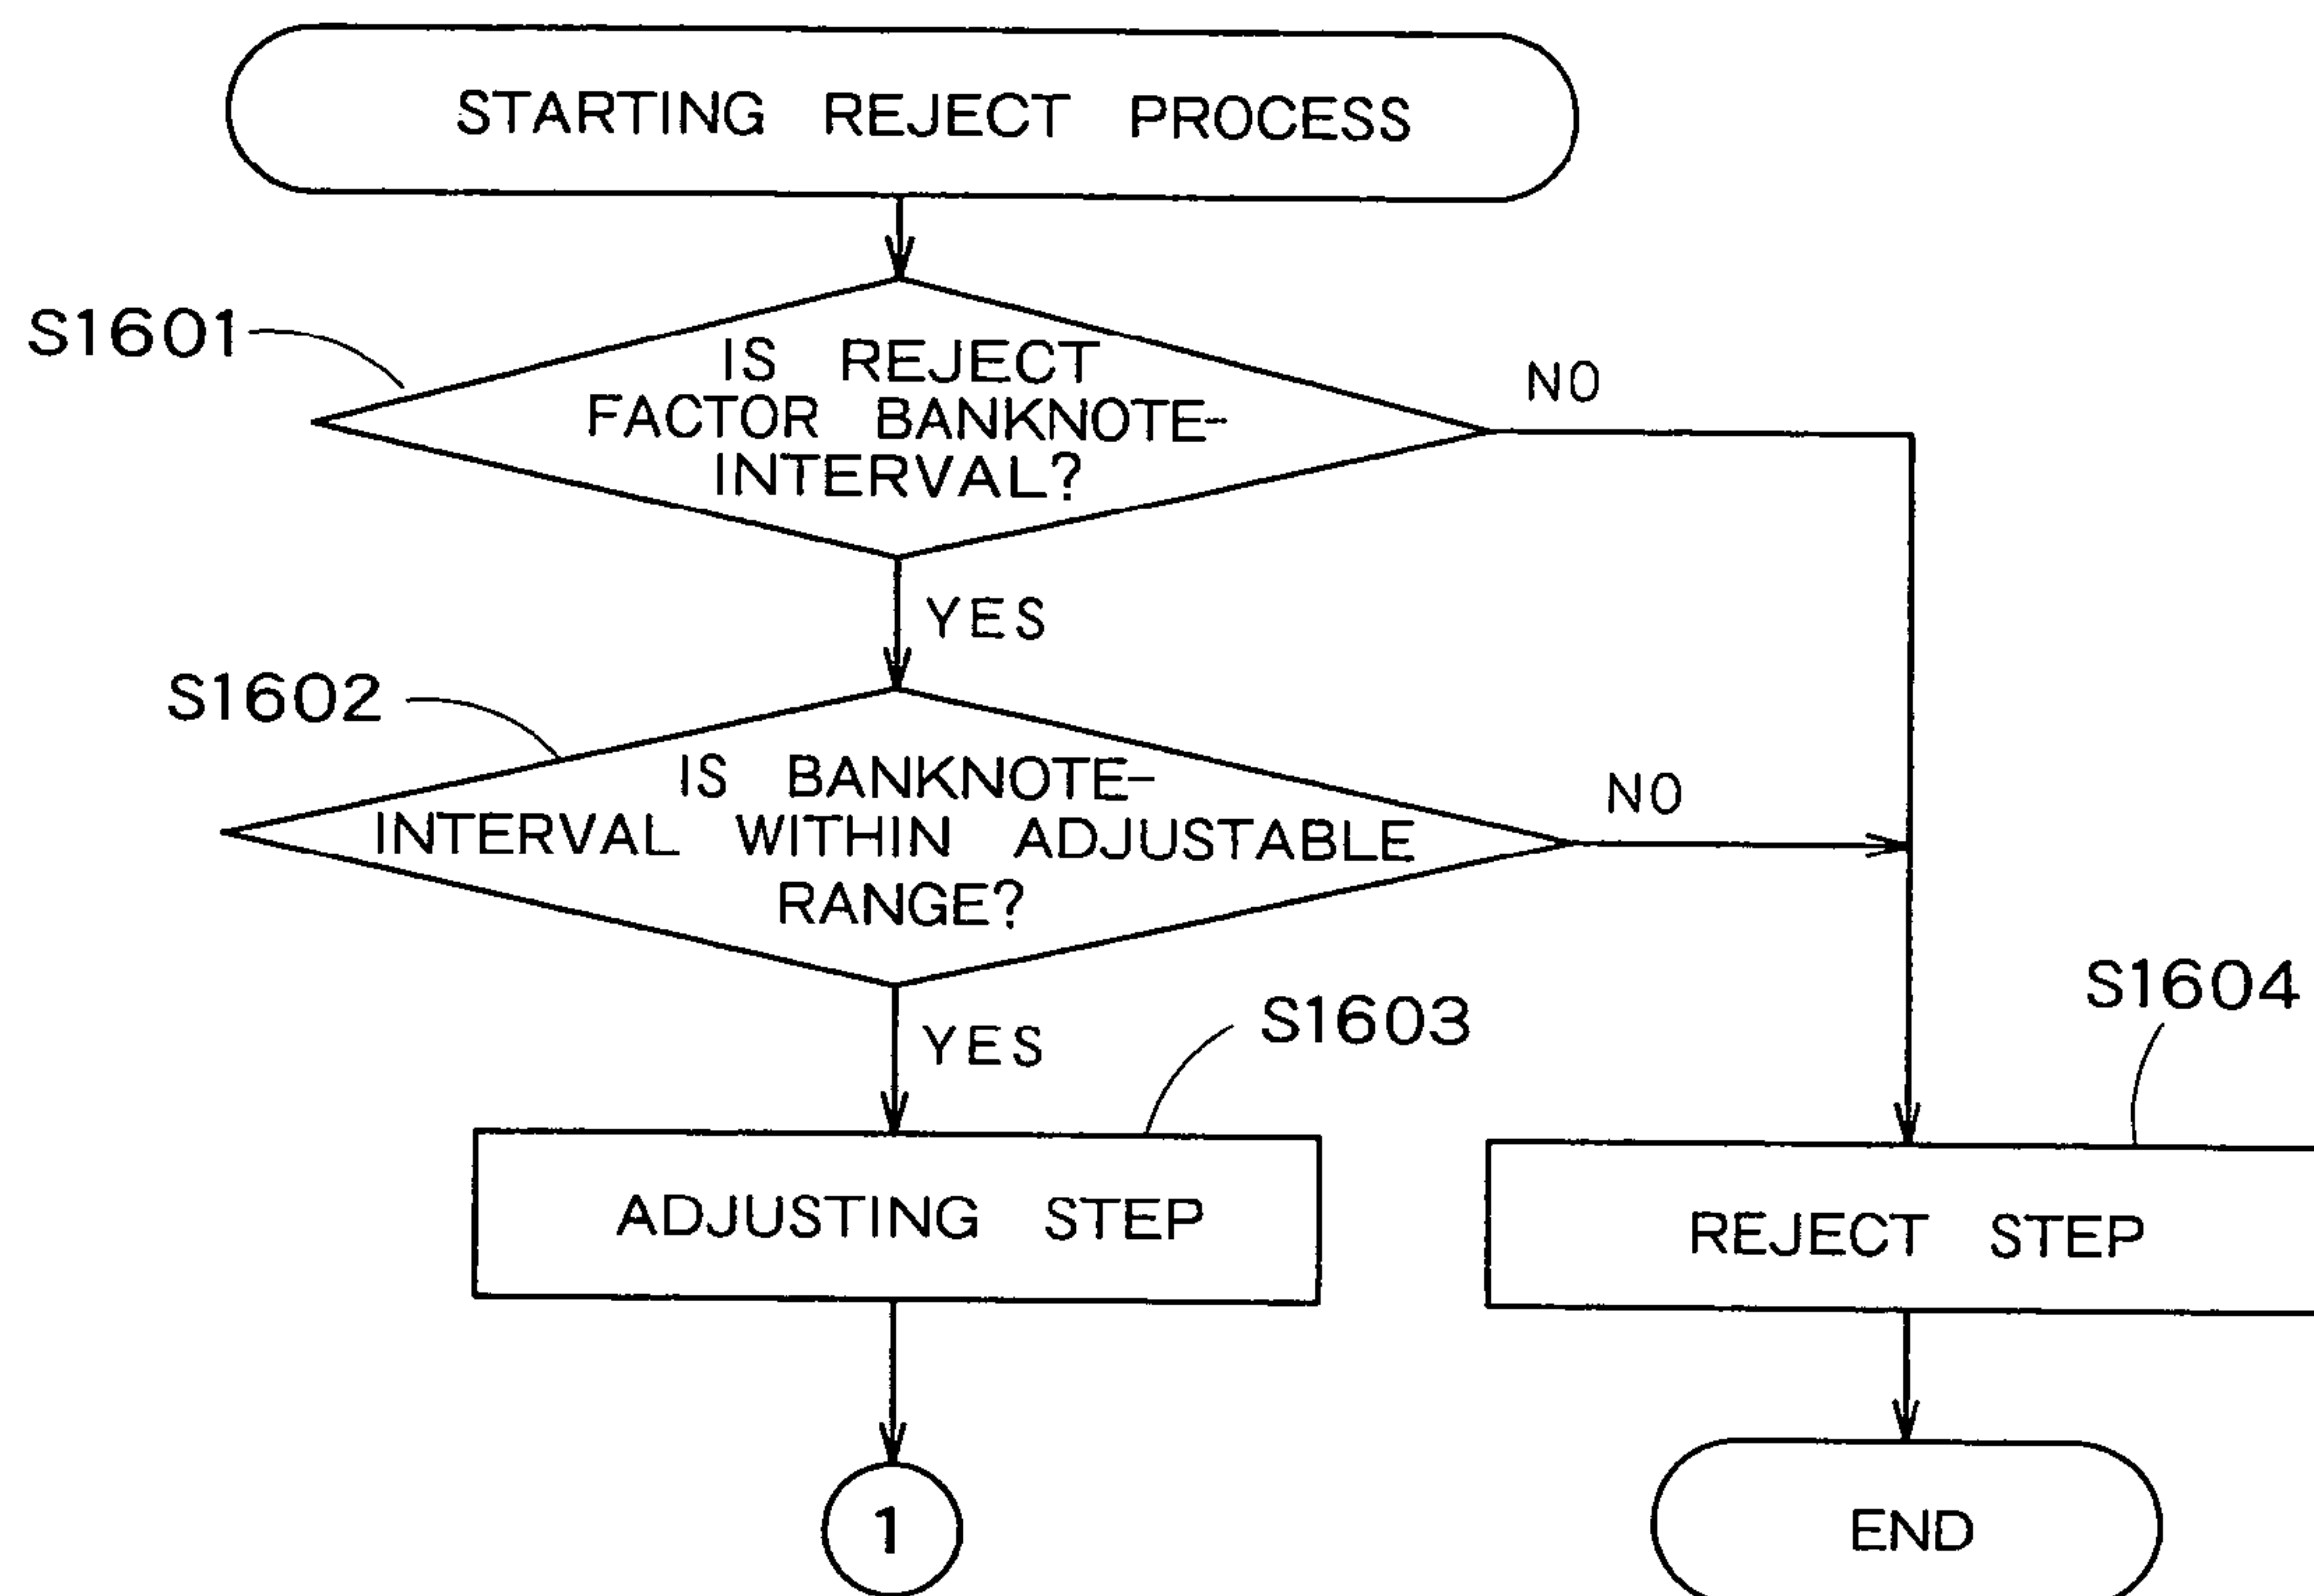 STARTING REJECT PROCESS
S1601
IS REJECT
FACTOR BANKNOTE-
INTERVAL?
NO
YES
S1602
IS BANKNOTE-
INTERVAL WITHIN ADJUSTABLE
RANGE?
NO
YES
S1603
S1604
ADJUSTING STEP
REJECT STEP
1
END